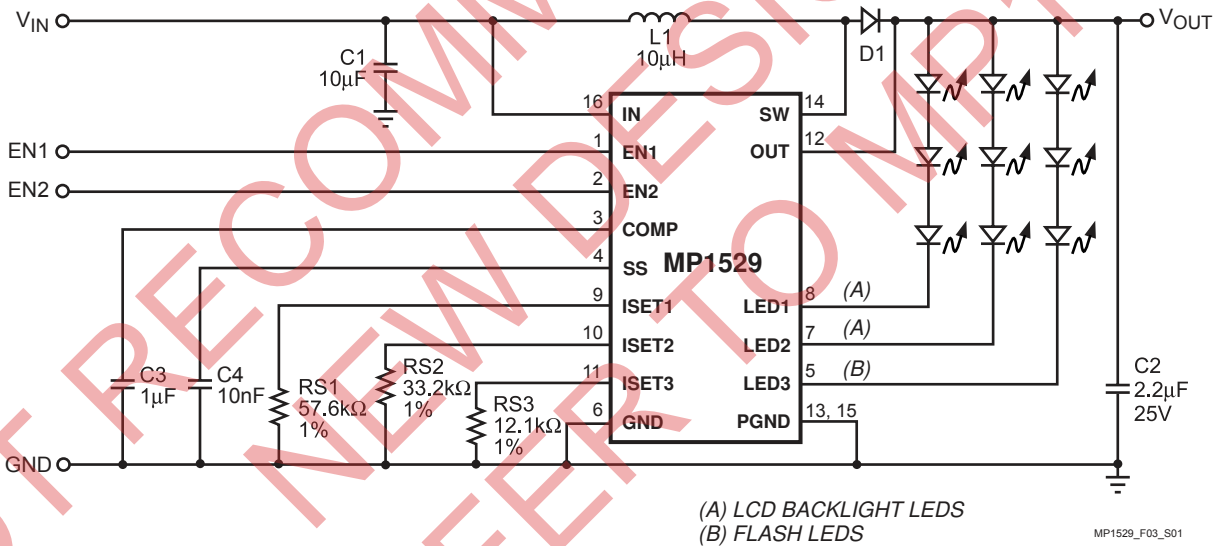 V_IN
L1
10μH
D1
V_OUT
C1
10μF
16
IN
SW
14
EN1
1
EN1
OUT
12
EN2
2
EN2
3
COMP
4
SS
MP1529
9
ISET1
LED1
8
(A)
10
ISET2
LED2
7
(A)
11
ISET3
LED3
5
(B)
6
GND
PGND
13, 15
C3
1μF
C4
10nF
RS1
57.6kΩ
1%
RS2
33.2kΩ
1%
RS3
12.1kΩ
1%
C2
2.2μF
25V
GND
(A) LCD BACKLIGHT LEDS
(B) FLASH LEDS
MP1529_F03_S01